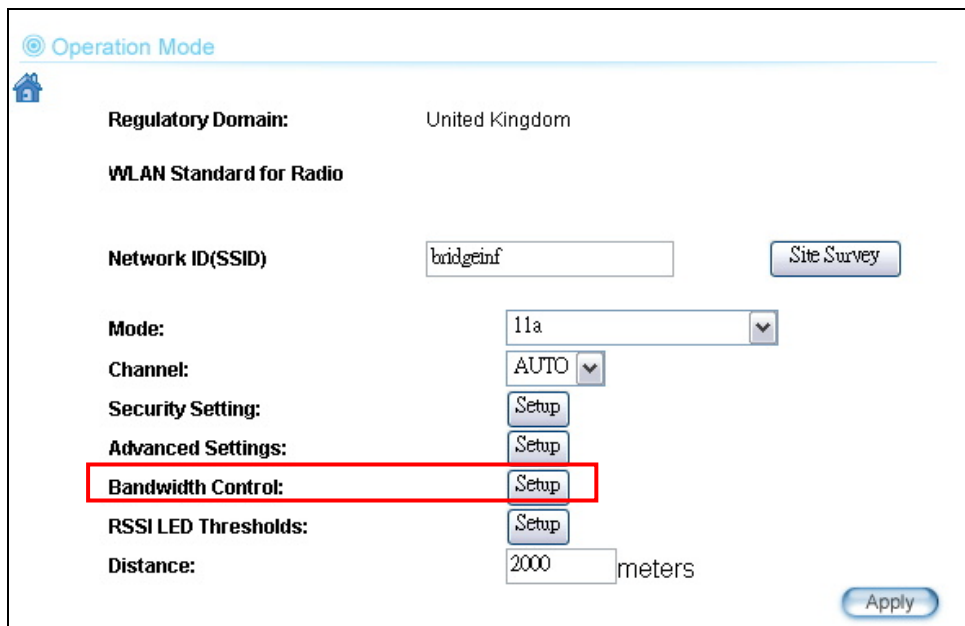 Operation Mode
Regulatory Domain: United Kingdom
WLAN Standard for Radio
Network ID(SSID) bridgeinf Site Survey
Mode: 11a
Channel: AUTO
Security Setting: Setup
Advanced Settings: Setup
Bandwidth Control: Setup
RSSI LED Thresholds: Setup
Distance: 2000 meters
Apply